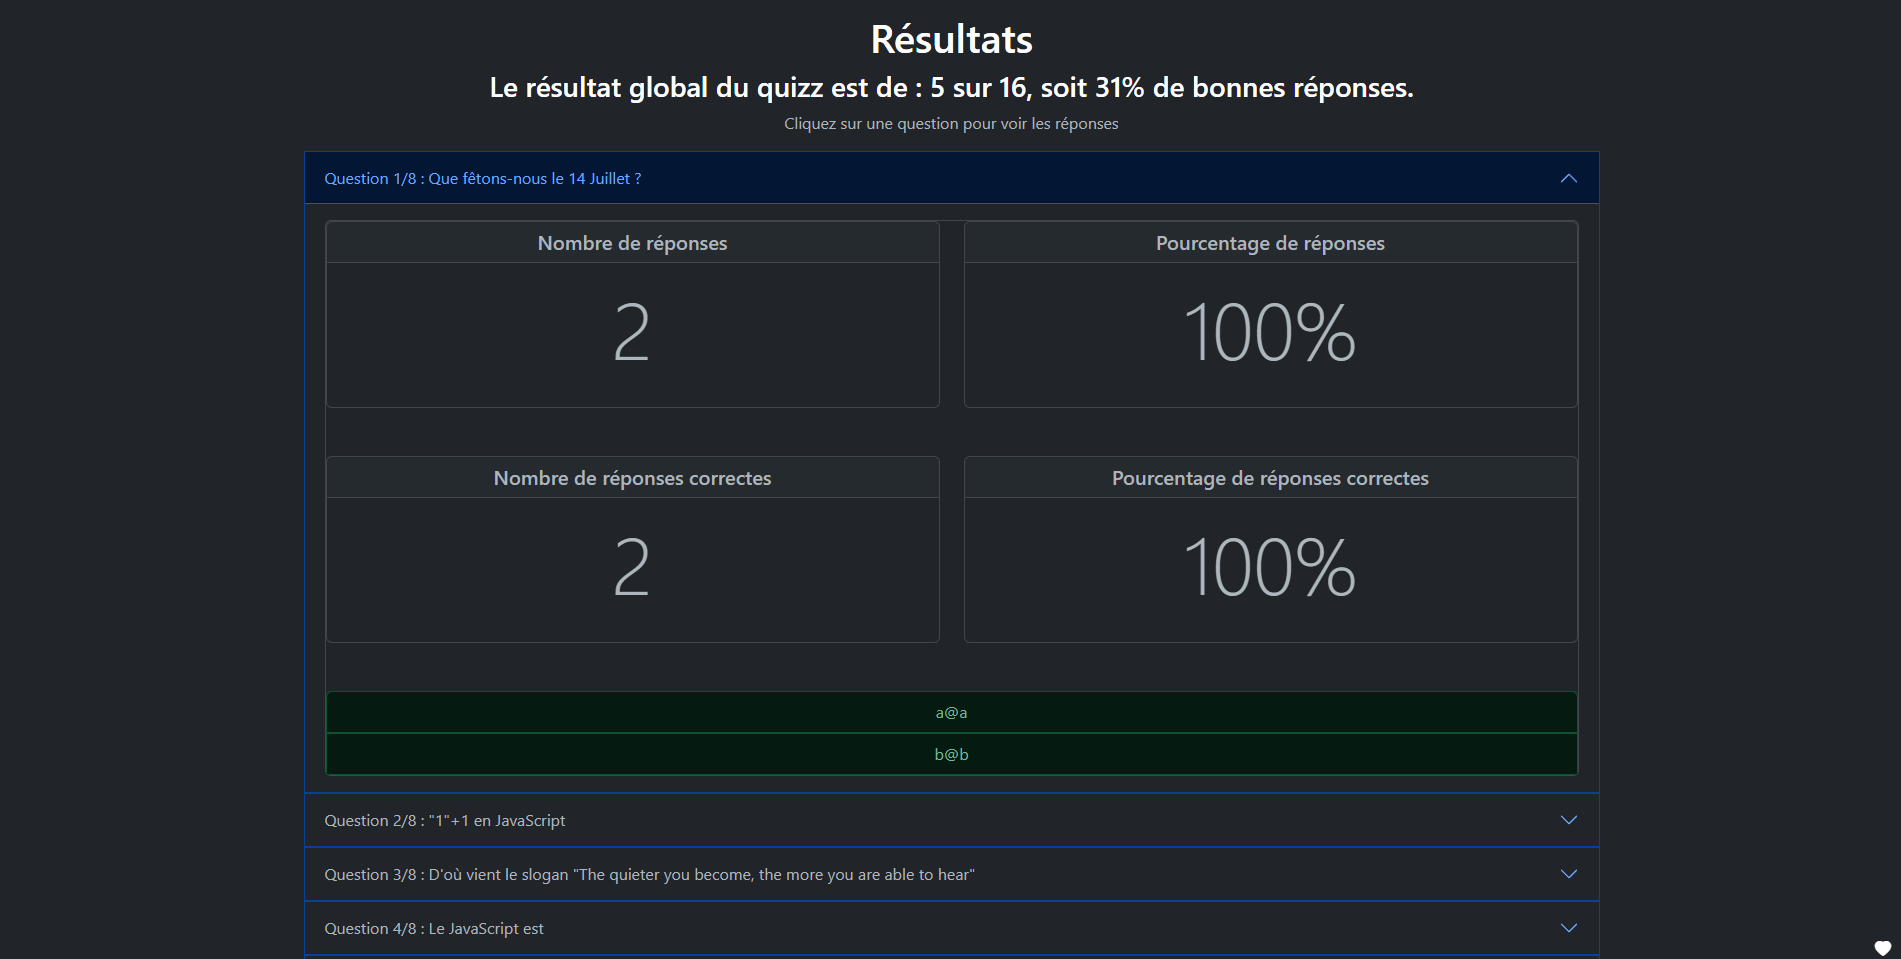 Résultats
Le résultat global du quizz est de : 5 sur 16, soit 31% de bonnes réponses.
Cliquez sur une question pour voir les réponses
Question 1/8 : Que fêtons-nous le 14 Juillet ?
Nombre de réponses
Pourcentage de réponses
2
100%
Nombre de réponses correctes
Pourcentage de réponses correctes
2
100%
a@a
b@b
Question 2/8 : "1"+1 en JavaScript
Question 3/8 : D'où vient le slogan "The quieter you become, the more you are able to hear"
Question 4/8 : Le JavaScript est